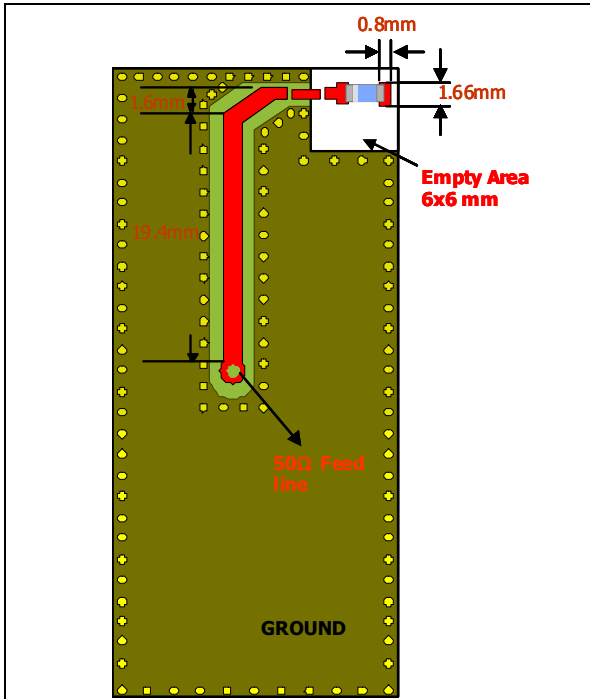 0.8mm
1.6mm
1.66mm
Empty Area
6x6 mm
19.4mm
50Ω Feed
line
GROUND